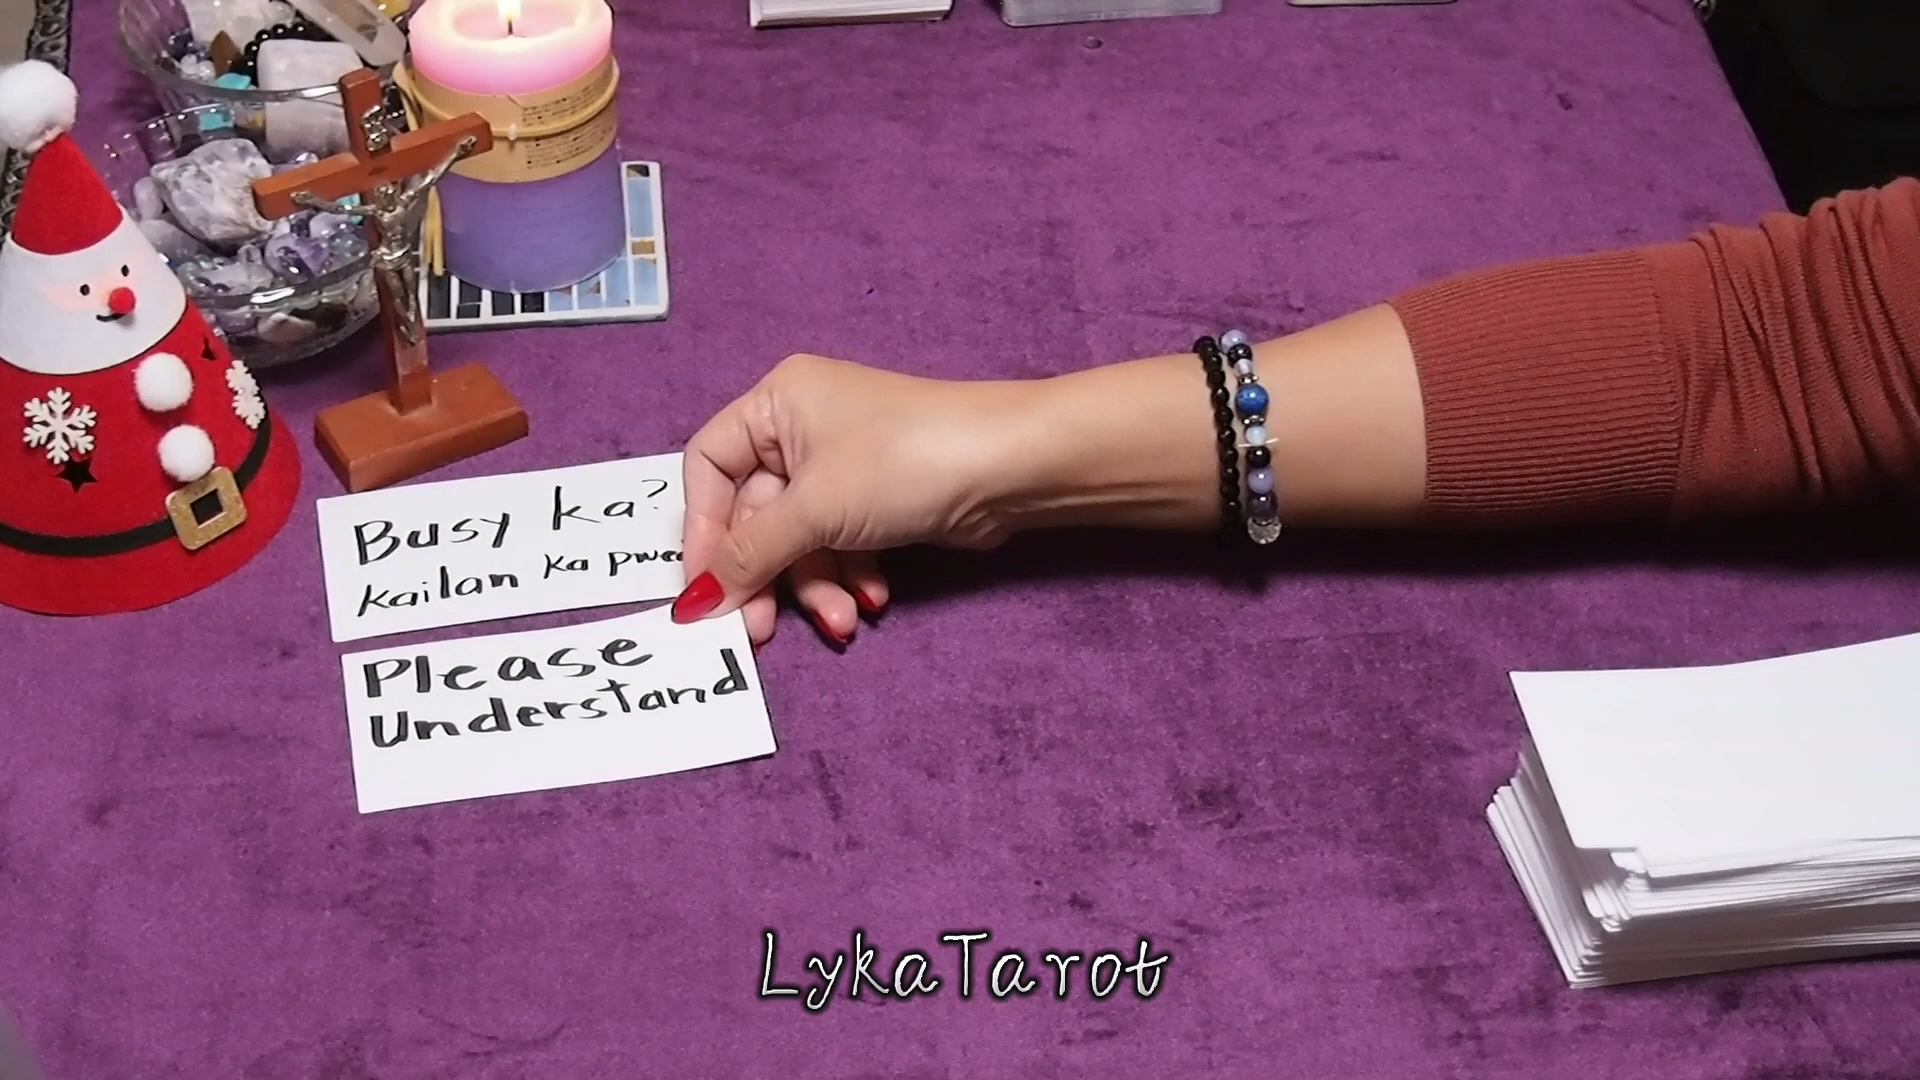 Busy ka?
kailan ka
Please
Understand
LykaTarot